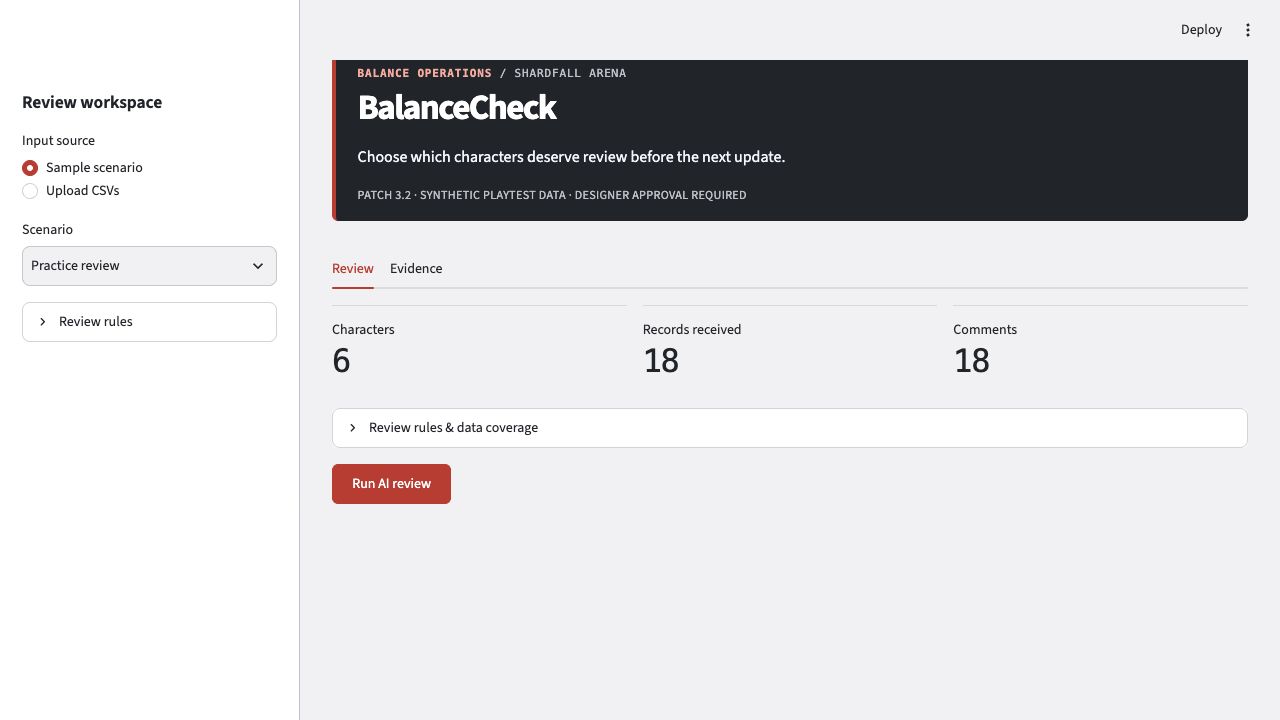 Deploy
Review workspace
Input source
Sample scenario
Upload CSVs
Scenario
Practice review
Review rules
BALANCE OPERATIONS / SHARDFALL ARENA
BalanceCheck
Choose which characters deserve review before the next update.
PATCH 3.2 · SYNTHETIC PLAYTEST DATA · DESIGNER APPROVAL REQUIRED
Review Evidence
Characters Records received Comments
6 18 18
Review rules & data coverage
Run AI review